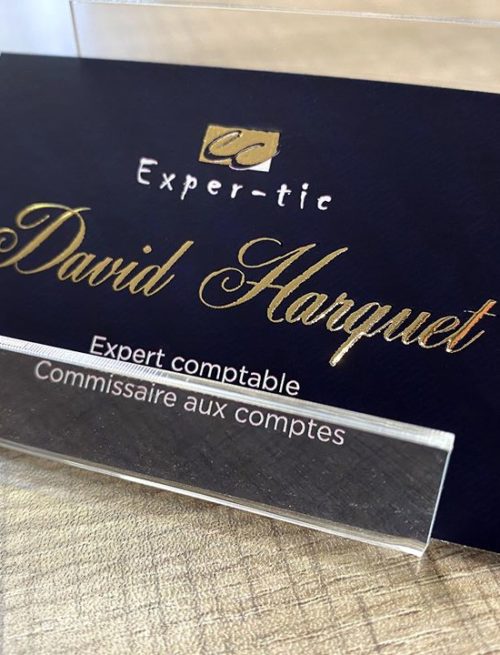 Exper-tic
David Harquet
Expert comptable
Commissaire aux comptes